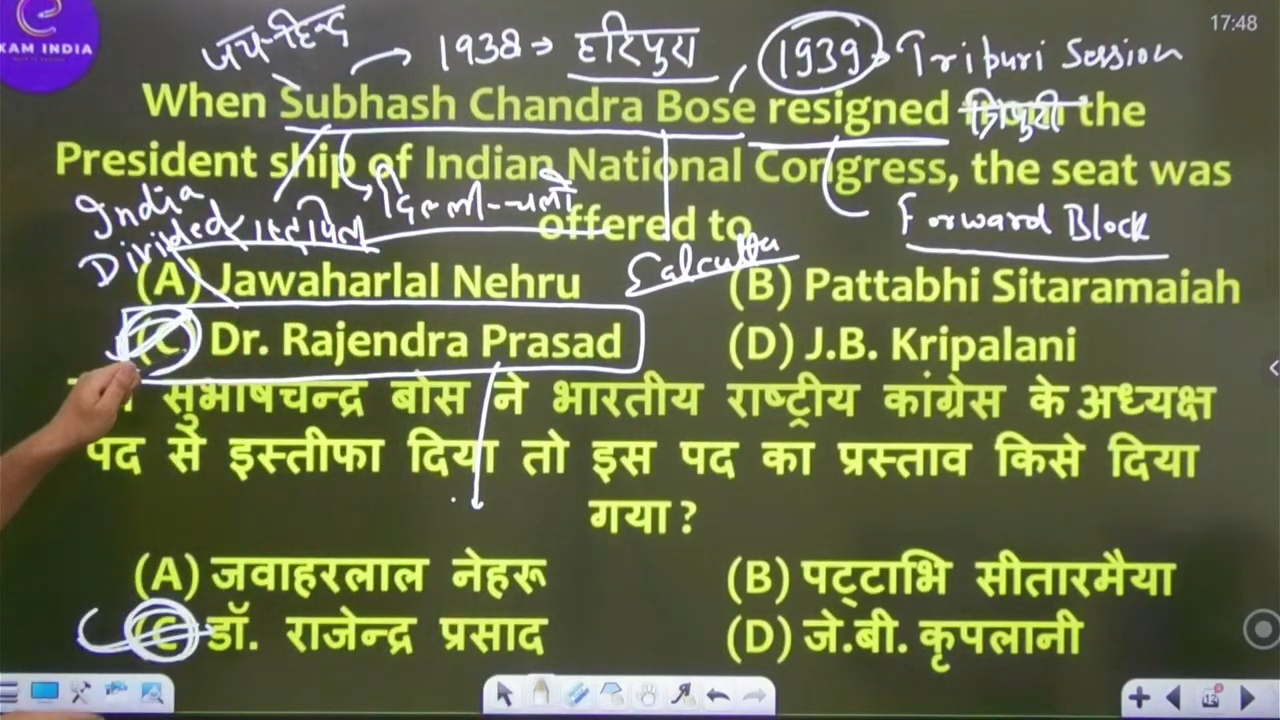 17:48
EXAM INDIA
जय-हिन्द → 1938 → हरिपुरा, 1939 → Tripuri Session
When Subhash Chandra Bose resigned the
त्रिपुरी
President ship of Indian National Congress, the seat was
India
Divided
दिल्ली-चलो
Forward Block
offered to
Calcutta
(A) Jawaharlal Nehru (B) Pattabhi Sitaramaiah
(C) Dr. Rajendra Prasad (D) J.B. Kripalani
सुभाषचन्द्र बोस ने भारतीय राष्ट्रीय कांग्रेस के अध्यक्ष
पद से इस्तीफा दिया तो इस पद का प्रस्ताव किसे दिया
गया ?
(A) जवाहरलाल नेहरू (B) पट्टाभि सीतारमैया
(C) डॉ. राजेन्द्र प्रसाद (D) जे.बी. कृपलानी